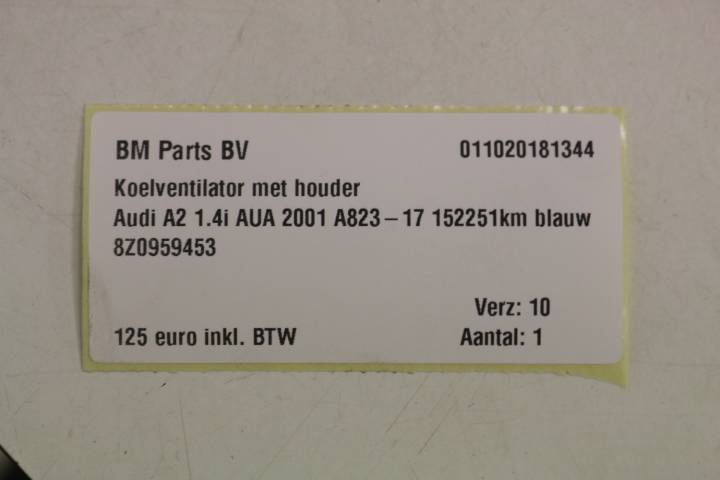 BM Parts BV 011020181344
Koelventilator met houder
Audi A2 1.4i AUA 2001 A823-17 152251km blauw
8Z0959453
Verz: 10
125 euro inkl. BTW Aantal: 1